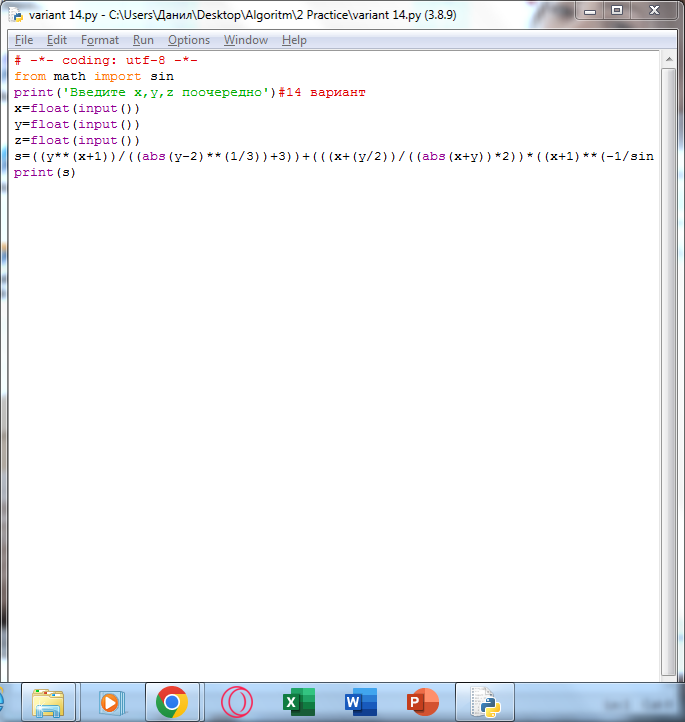 variant 14.py - C:\Users\Данил\Desktop\Algoritm\2 Practice\variant 14.py (3.8.9)
File Edit Format Run Options Window Help
# -*- coding: utf-8 -*-
from math import sin
print('Введите x,y,z поочередно')#14 вариант
x=float(input())
y=float(input())
z=float(input())
s=((y**(x+1))/((abs(y-2)**(1/3))+3))+(((x+(y/2))/((abs(x+y))*2))*((x+1)**(-1/sin
print(s)